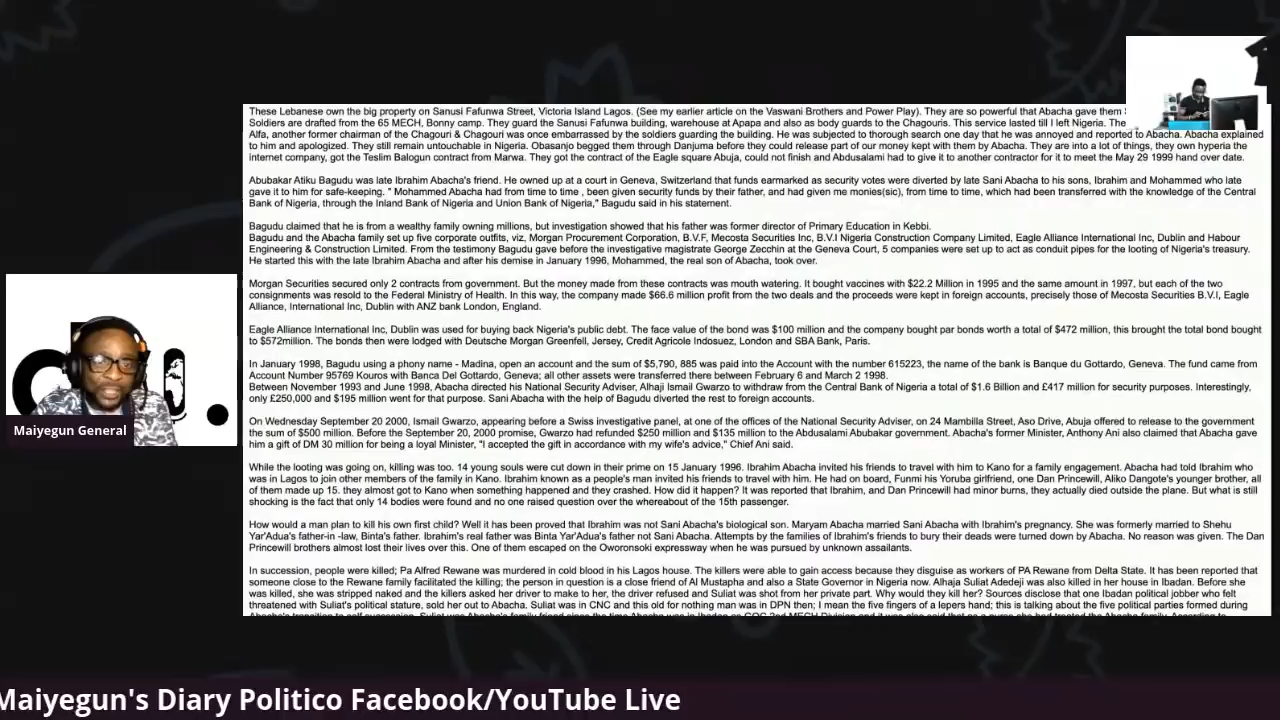 These Lebanese own the big property on Sanusi Fafunwa Street, Victoria Island Lagos. (See my earlier article on the Vaswani Brothers and Power Play). They are so powerful that Abacha gave them
Soldiers are drafted from the 65 MECH, Bonny camp. They guard the Sanusi Fafunwa building, warehouse at Apapa and also as body guards to the Chagouris. This service lasted till I left Nigeria. The
Alfa, another former chairman of the Chagouri & Chagouri was once embarrassed by the soldiers guarding the building. He was subjected to thorough search one day that he was annoyed and reported to Abacha. Abacha explained
to him and apologized. They still remain untouchable in Nigeria. Obasanjo begged them through Danjuma before they could release part of our money kept with them by Abacha. They are into a lot of things, they own hyperia the
internet company, got the Teslim Balogun contract from Marwa. They got the contract of the Eagle square Abuja, could not finish and Abdusalami had to give it to another contractor for it to meet the May 29 1999 hand over date.
Abubakar Atiku Bagudu was late Ibrahim Abacha's friend. He owned up at a court in Geneva, Switzerland that funds earmarked as security votes were diverted by late Sani Abacha to his sons, Ibrahim and Mohammed who late
gave it to him for safe-keeping. " Mohammed Abacha had from time to time , been given security funds by their father, and had given me monies(sic), from time to time, which had been transferred with the knowledge of the Central
Bank of Nigeria, through the Inland Bank of Nigeria and Union Bank of Nigeria," Bagudu said in his statement.
Bagudu claimed that he is from a wealthy family owning millions, but investigation showed that his father was former director of Primary Education in Kebbi.
Bagudu and the Abacha family set up five corporate outfits, viz, Morgan Procurement Corporation, B.V.F, Mecosta Securities Inc, B.V.I Nigeria Construction Company Limited, Eagle Alliance International Inc, Dublin and Habour
Engineering & Construction Limited. From the testimony Bagudu gave before the investigative magistrate George Zecchin at the Geneva Court, 5 companies were set up to act as conduit pipes for the looting of Nigeria's treasury.
He started this with the late Ibrahim Abacha and after his demise in January 1996, Mohammed, the real son of Abacha, took over.
Morgan Securities secured only 2 contracts from government. But the money made from these contracts was mouth watering. It bought vaccines with $22.2 Million in 1995 and the same amount in 1997, but each of the two
consignments was resold to the Federal Ministry of Health. In this way, the company made $66.6 million profit from the two deals and the proceeds were kept in foreign accounts, precisely those of Mecosta Securities B.V.I, Eagle
Alliance, International Inc, Dublin with ANZ bank London, England.
Eagle Alliance International Inc, Dublin was used for buying back Nigeria's public debt. The face value of the bond was $100 million and the company bought par bonds worth a total of $472 million, this brought the total bond bought
to $572million. The bonds then were lodged with Deutsche Morgan Greenfell, Jersey, Credit Agricole Indosuez, London and SBA Bank, Paris.
In January 1998, Bagudu using a phony name - Madina, open an account and the sum of $5,790, 885 was paid into the Account with the number 615223, the name of the bank is Banque du Gottardo, Geneva. The fund came from
Account Number 95769 Kouros with Banca Del Gottardo, Geneva; all other assets were transferred there between February 6 and March 2 1998.
Between November 1993 and June 1998, Abacha directed his National Security Adviser, Alhaji Ismail Gwarzo to withdraw from the Central Bank of Nigeria a total of $1.6 Billion and £417 million for security purposes. Interestingly,
only £250,000 and $195 million went for that purpose. Sani Abacha with the help of Bagudu diverted the rest to foreign accounts.
On Wednesday September 20 2000, Ismail Gwarzo, appearing before a Swiss investigative panel, at one of the offices of the National Security Adviser, on 24 Mambilla Street, Aso Drive, Abuja offered to release to the government
the sum of $500 million. Before the September 20, 2000 promise, Gwarzo had refunded $250 million and $135 million to the Abdusalami Abubakar government. Abacha's former Minister, Anthony Ani also claimed that Abacha gave
him a gift of DM 30 million for being a loyal Minister, "I accepted the gift in accordance with my wife's advice," Chief Ani said.
While the looting was going on, killing was too. 14 young souls were cut down in their prime on 15 January 1996. Ibrahim Abacha invited his friends to travel with him to Kano for a family engagement. Abacha had told Ibrahim who
was in Lagos to join other members of the family in Kano. Ibrahim known as a people's man invited his friends to travel with him. He had on board, Funmi his Yoruba girlfriend, one Dan Princewill, Aliko Dangote's younger brother, all
of them made up 15. they almost got to Kano when something happened and they crashed. How did it happen? It was reported that Ibrahim, and Dan Princewill had minor burns, they actually died outside the plane. But what is still
shocking is the fact that only 14 bodies were found and no one raised question over the whereabout of the 15th passenger.
How would a man plan to kill his own first child? Well it has been proved that Ibrahim was not Sani Abacha's biological son. Maryam Abacha married Sani Abacha with Ibrahim's pregnancy. She was formerly married to Shehu
Yar'Adua's father-in -law, Binta's father. Ibrahim's real father was Binta Yar'Adua's father not Sani Abacha. Attempts by the families of Ibrahim's friends to bury their deads were turned down by Abacha. No reason was given. The Dan
Princewill brothers almost lost their lives over this. One of them escaped on the Oworonsoki expressway when he was pursued by unknown assailants.
In succession, people were killed; Pa Alfred Rewane was murdered in cold blood in his Lagos house. The killers were able to gain access because they disguise as workers of PA Rewane from Delta State. It has been reported that
someone close to the Rewane family facilitated the killing; the person in question is a close friend of Al Mustapha and also a State Governor in Nigeria now. Alhaja Suliat Adedeji was also killed in her house in Ibadan. Before she
was killed, she was stripped naked and the killers asked her driver to make to her, the driver refused and Suliat was shot from her private part. Why would they kill her? Sources disclose that one Ibadan political jobber who felt
threatened with Suliat's political stature, sold her out to Abacha. Suliat was in CNC and this old for nothing man was in DPN then; I mean the five fingers of a lepers hand; this is talking about the five political parties formed during
Maiyegun General
Maiyegun's Diary Politico Facebook/YouTube Live